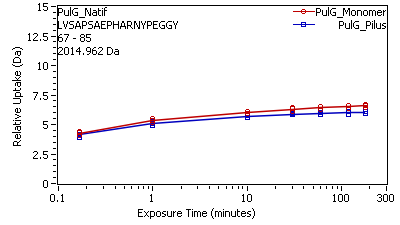 PulG_Natif
LVSAPSAEPHARNYPEGGY
67 - 85
2014.962 Da
PulG_Monomer
PulG_Pilus
Relative Uptake (Da)
15
12.5
10
7.5
5
2.5
0
0.1
1
10
100
300
Exposure Time (minutes)